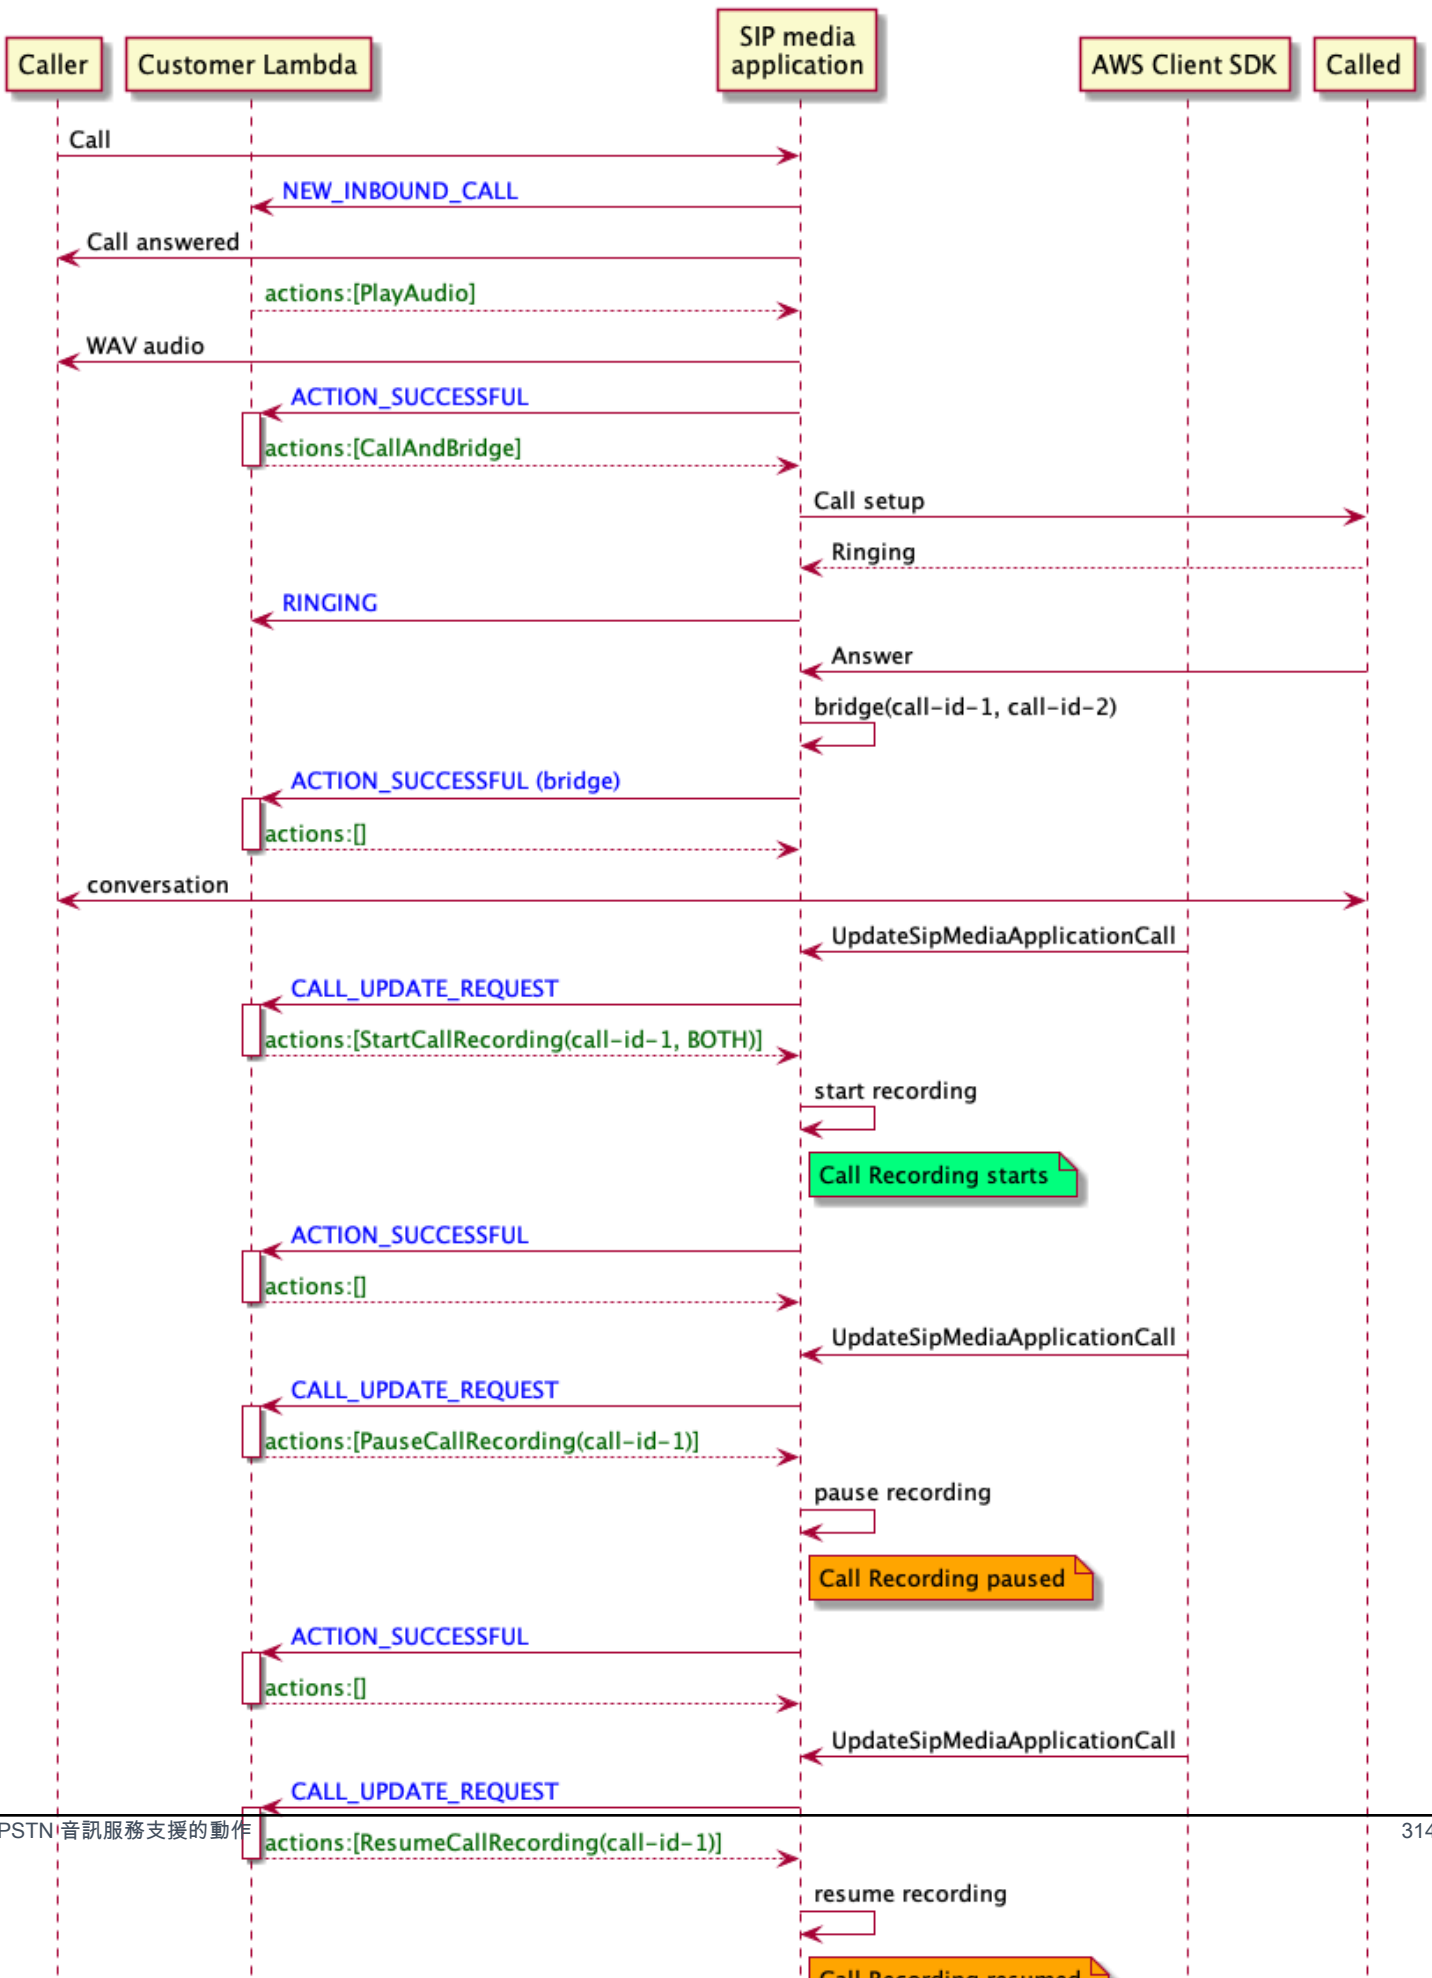 Caller
Customer Lambda
SIP media
application
AWS Client SDK
Called
Call
NEW_INBOUND_CALL
Call answered
actions:[PlayAudio]
WAV audio
ACTION_SUCCESSFUL
actions:[CallAndBridge]
Call setup
Ringing
RINGING
Answer
bridge(call-id-1, call-id-2)
ACTION_SUCCESSFUL (bridge)
actions:[]
conversation
UpdateSipMediaApplicationCall
CALL_UPDATE_REQUEST
actions:[StartCallRecording(call-id-1, BOTH)]
start recording
Call Recording starts
ACTION_SUCCESSFUL
actions:[]
UpdateSipMediaApplicationCall
CALL_UPDATE_REQUEST
actions:[PauseCallRecording(call-id-1)]
pause recording
Call Recording paused
ACTION_SUCCESSFUL
actions:[]
UpdateSipMediaApplicationCall
CALL_UPDATE_REQUEST
PSTN 音訊服務支援的動作
314
actions:[ResumeCallRecording(call-id-1)]
resume recording
Call Recording resumed